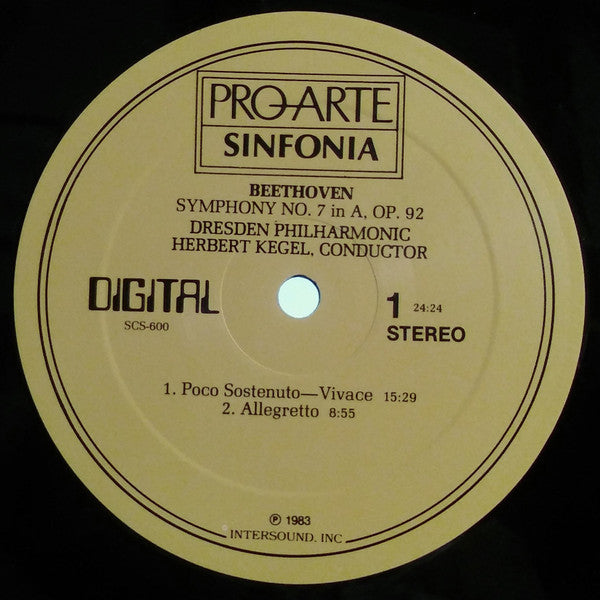 PRO-ARTE
SINFONIA
BEETHOVEN
SYMPHONY NO. 7 in A, OP. 92
DRESDEN PHILHARMONIC
HERBERT KEGEL, CONDUCTOR
DIGITAL
SCS-600
1 24:24
STEREO
1. Poco Sostenuto—Vivace 15:29
2. Allegretto 8:55
℗ 1983
INTERSOUND, INC.